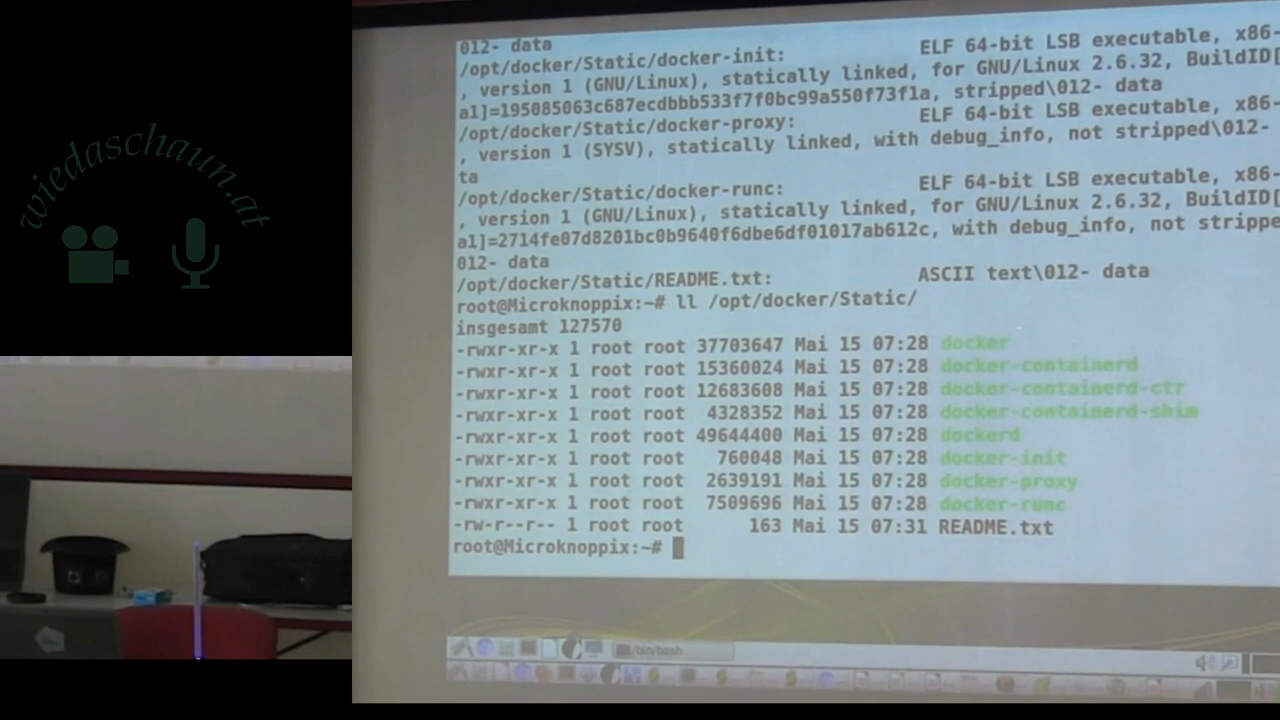 wiedaschaun.at
012- data
/opt/docker/Static/docker-init: ELF 64-bit LSB executable, x86-
, version 1 (GNU/Linux), statically linked, for GNU/Linux 2.6.32, BuildID[
a1]=195085063c687ecdbbb533f7f0bc99a550f73f1a, stripped\012- data
/opt/docker/Static/docker-proxy: ELF 64-bit LSB executable, x86-
, version 1 (SYSV), statically linked, with debug_info, not stripped\012-
ta
/opt/docker/Static/docker-runc: ELF 64-bit LSB executable, x86-
, version 1 (GNU/Linux), statically linked, for GNU/Linux 2.6.32, BuildID[
a1]=2714fe07d8201bc0b9640f6dbe6df01017ab612c, with debug_info, not strippe
012- data
/opt/docker/Static/README.txt: ASCII text\012- data
root@Microknoppix:~# ll /opt/docker/Static/
insgesamt 127570
-rwxr-xr-x 1 root root 37703647 Mai 15 07:28 docker
-rwxr-xr-x 1 root root 15360024 Mai 15 07:28 docker-containerd
-rwxr-xr-x 1 root root 12683608 Mai 15 07:28 docker-containerd-ctr
-rwxr-xr-x 1 root root 4328352 Mai 15 07:28 docker-containerd-shim
-rwxr-xr-x 1 root root 49644400 Mai 15 07:28 dockerd
-rwxr-xr-x 1 root root 760048 Mai 15 07:28 docker-init
-rwxr-xr-x 1 root root 2639191 Mai 15 07:28 docker-proxy
-rwxr-xr-x 1 root root 7509696 Mai 15 07:28 docker-runc
-rw-r--r-- 1 root root 163 Mai 15 07:31 README.txt
root@Microknoppix:~#
/bin/bash